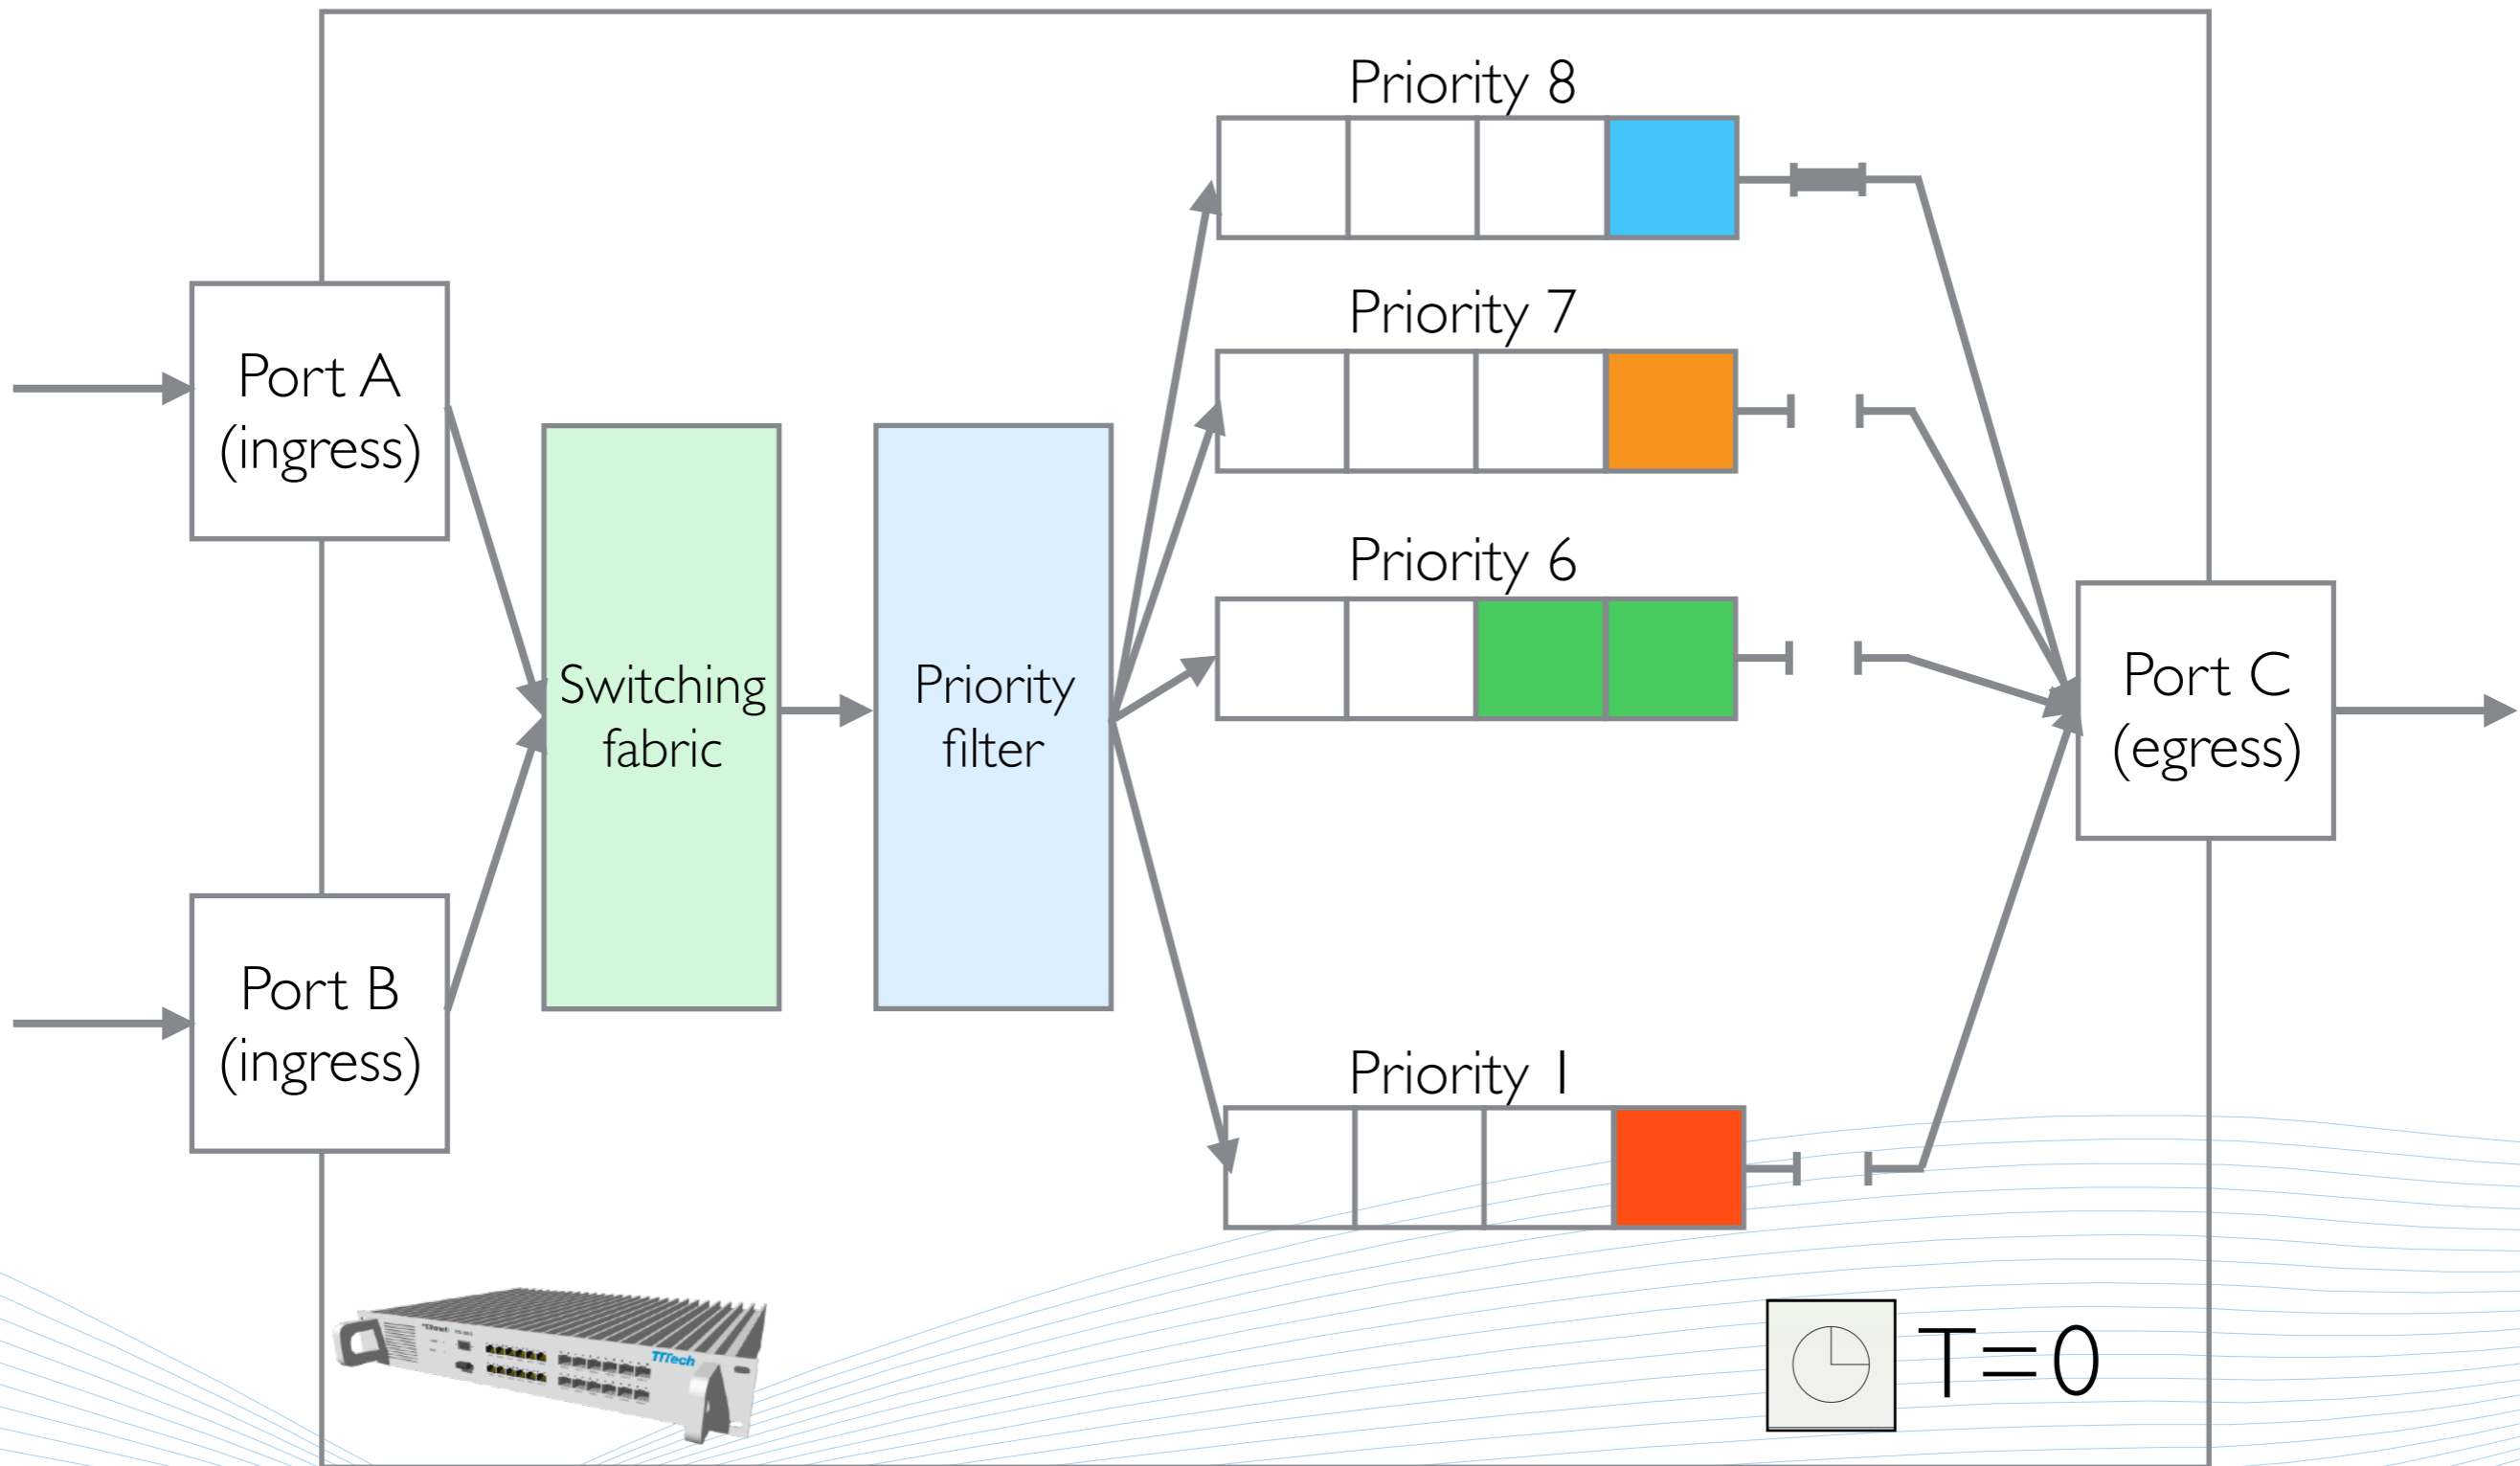 Priority 8
Priority 7
Priority 6
Priority 1
Port A
(ingress)
Port B
(ingress)
Switching
fabric
Priority
filter
Port C
(egress)
TTTech
T=0